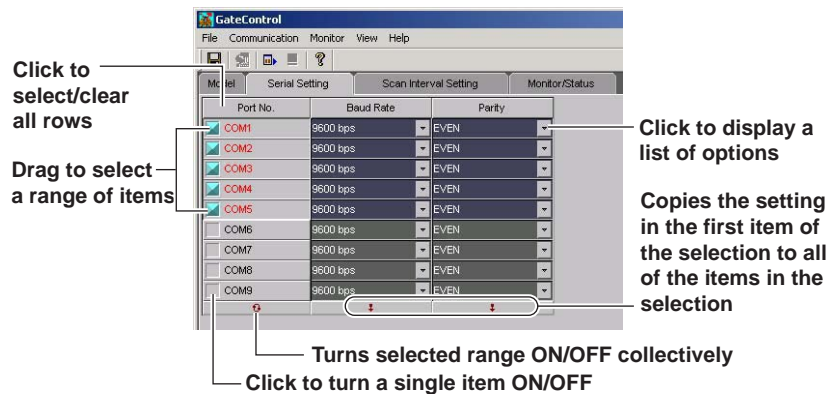 GateControl
File Communication Monitor View Help
Model Serial Setting Scan Interval Setting Monitor/Status
Port No. Baud Rate Parity
COM1 9600 bps EVEN
COM2 9600 bps EVEN
COM3 9600 bps EVEN
COM4 9600 bps EVEN
COM5 9600 bps EVEN
COM6 9600 bps EVEN
COM7 9600 bps EVEN
COM8 9600 bps EVEN
COM9 9600 bps EVEN
Click to
select/clear
all rows
Drag to select
a range of items
Click to display a
list of options
Copies the setting
in the first item of
the selection to all
of the items in the
selection
Turns selected range ON/OFF collectively
Click to turn a single item ON/OFF